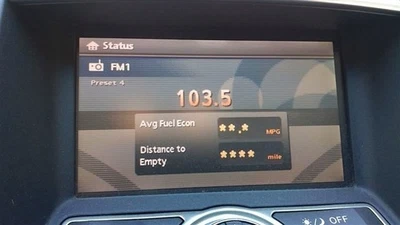 Status
FM1
Preset 4
103.5
Avg Fuel Econ **.* MPG
Distance to
Empty **** mile
OFF